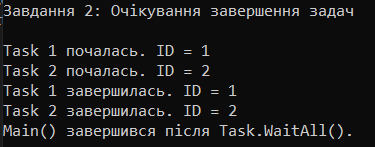 Завдання 2: Очікування завершення задач
Task 1 почалась. ID = 1
Task 2 почалась. ID = 2
Task 1 завершилась. ID = 1
Task 2 завершилась. ID = 2
Main() завершився після Task.WaitAll().